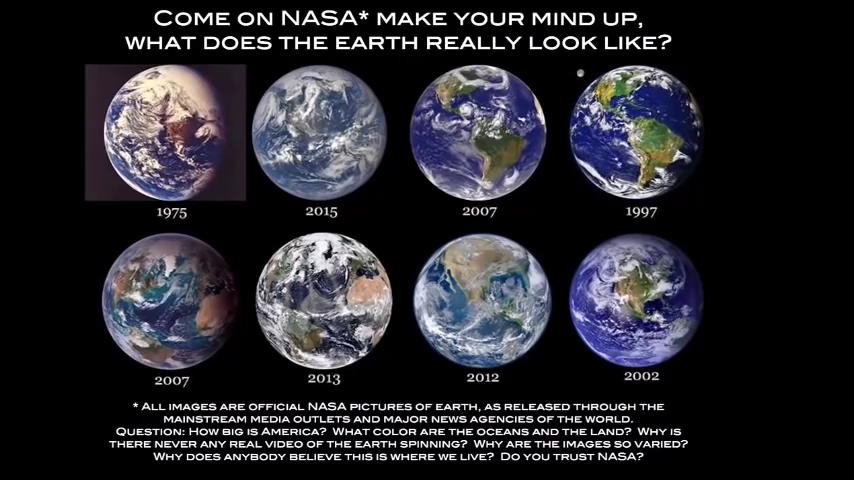 COME ON NASA* MAKE YOUR MIND UP,
WHAT DOES THE EARTH REALLY LOOK LIKE?
1975
2015
2007
1997
2007
2013
2012
2002
* ALL IMAGES ARE OFFICIAL NASA PICTURES OF EARTH, AS RELEASED THROUGH THE
MAINSTREAM MEDIA OUTLETS AND MAJOR NEWS AGENCIES OF THE WORLD.
QUESTION: HOW BIG IS AMERICA? WHAT COLOR ARE THE OCEANS AND THE LAND? WHY IS
THERE NEVER ANY REAL VIDEO OF THE EARTH SPINNING? WHY ARE THE IMAGES SO VARIED?
WHY DOES ANYBODY BELIEVE THIS IS WHERE WE LIVE? DO YOU TRUST NASA?